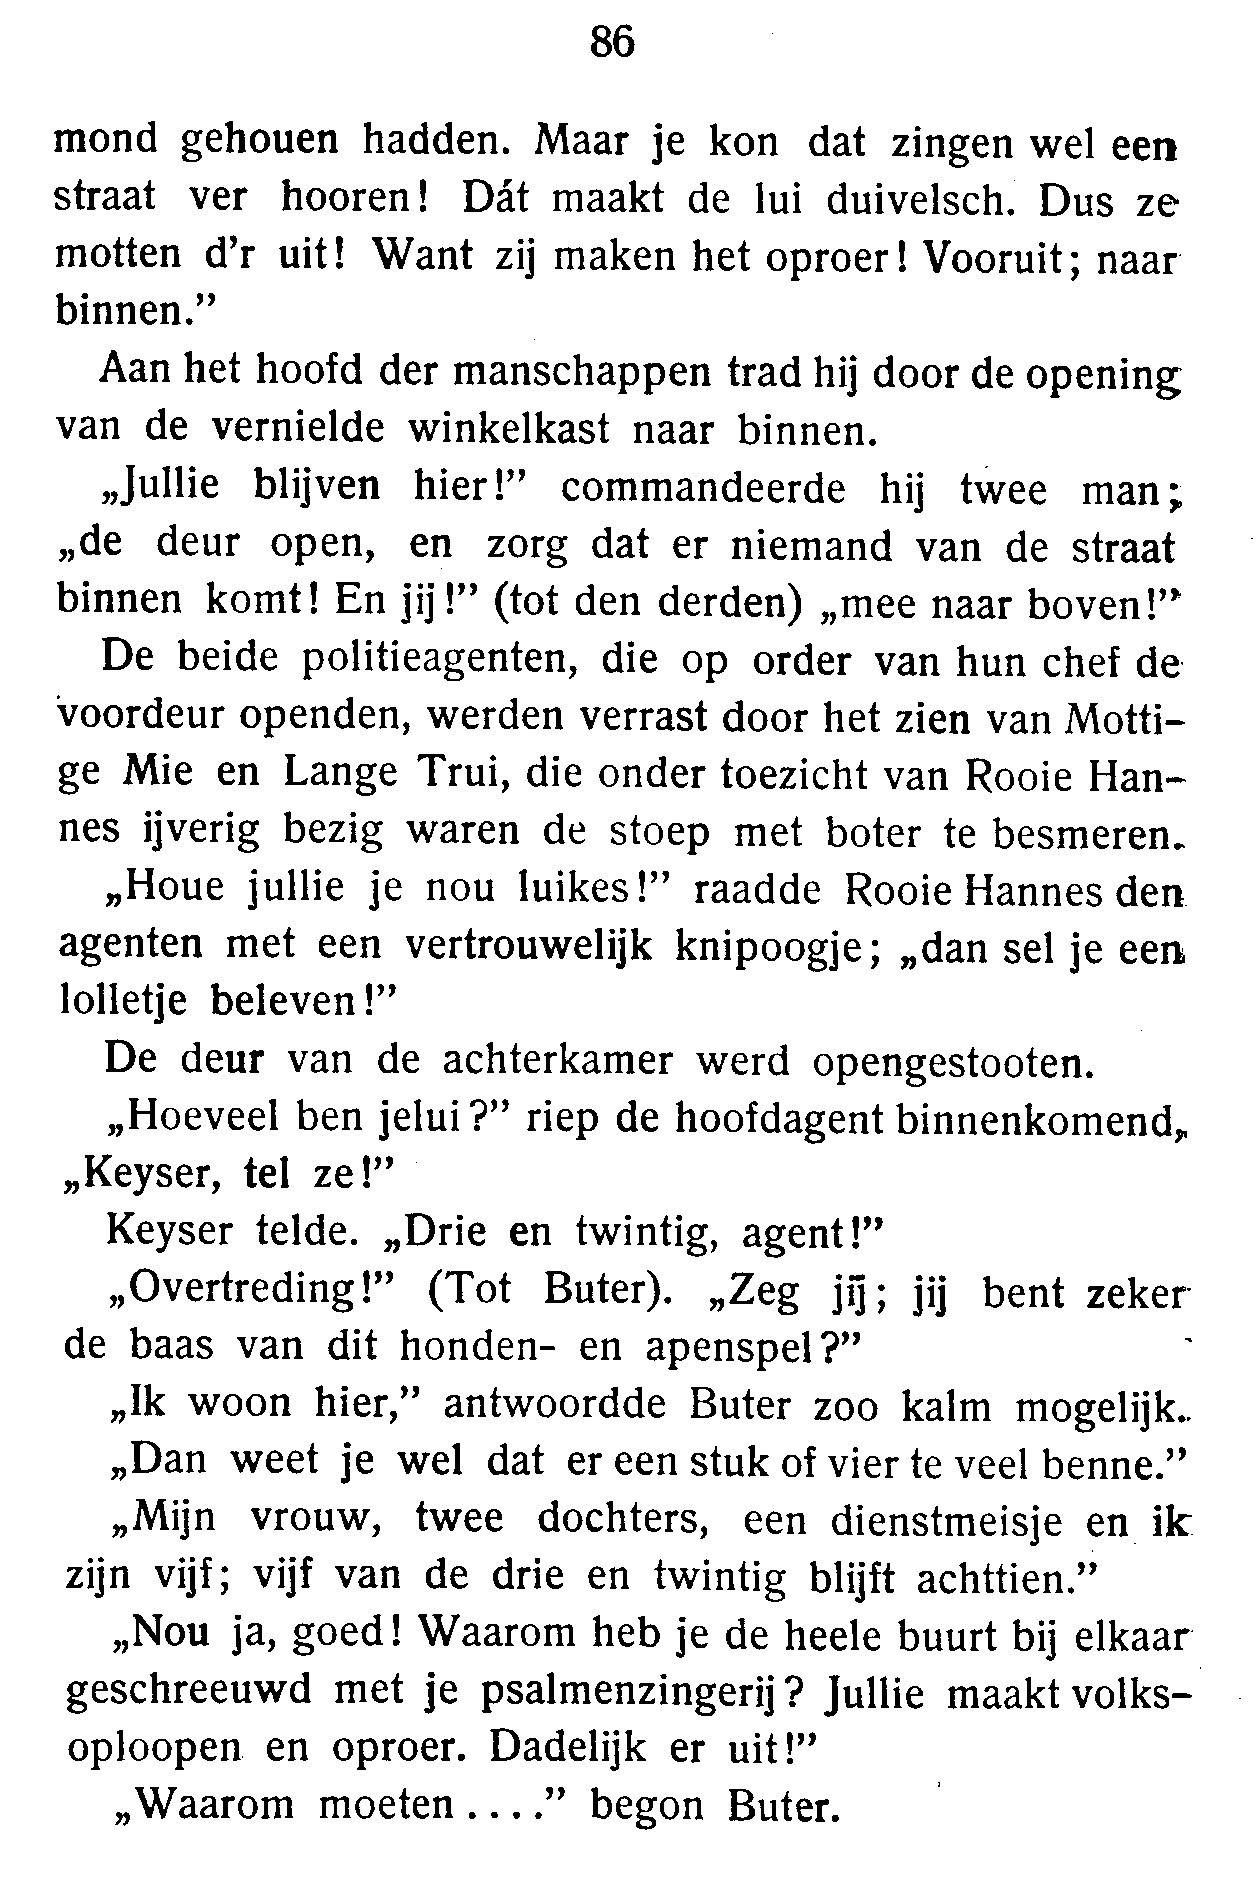 86
mond gehouen hadden. Maar je kon dat zingen wel een
straat ver hooren! Dát maakt de lui duivelsch. Dus ze
motten d'r uit! Want zij maken het oproer! Vooruit; naar
binnen.”
Aan het hoofd der manschappen trad hij door de opening
van de vernielde winkelkast naar binnen.
„Jullie blijven hier!” commandeerde hij twee man;
„de deur open, en zorg dat er niemand van de straat
binnen komt! En jij!” (tot den derden) „mee naar boven!”
De beide politieagenten, die op order van hun chef de
voordeur openden, werden verrast door het zien van Motti-
ge Mie en Lange Trui, die onder toezicht van Rooie Han-
nes ijverig bezig waren de stoep met boter te besmeren.
„Houe jullie je nou luikes!” raadde Rooie Hannes den
agenten met een vertrouwelijk knipoogje; „dan sel je een
lolletje beleven!”
De deur van de achterkamer werd opengestooten.
„Hoeveel ben jelui?” riep de hoofdagent binnenkomend,
„Keyser, tel ze!”
Keyser telde. „Drie en twintig, agent!”
„Overtreding!” (Tot Buter). „Zeg jij; jij bent zeker
de baas van dit honden- en apenspel?”
„Ik woon hier,” antwoordde Buter zoo kalm mogelijk.
„Dan weet je wel dat er een stuk of vier te veel benne.”
„Mijn vrouw, twee dochters, een dienstmeisje en ik
zijn vijf; vijf van de drie en twintig blijft achttien.”
„Nou ja, goed! Waarom heb je de heele buurt bij elkaar
geschreeuwd met je psalmenzingerij? Jullie maakt volks-
oploopen en oproer. Dadelijk er uit!”
„Waarom moeten ....” begon Buter.